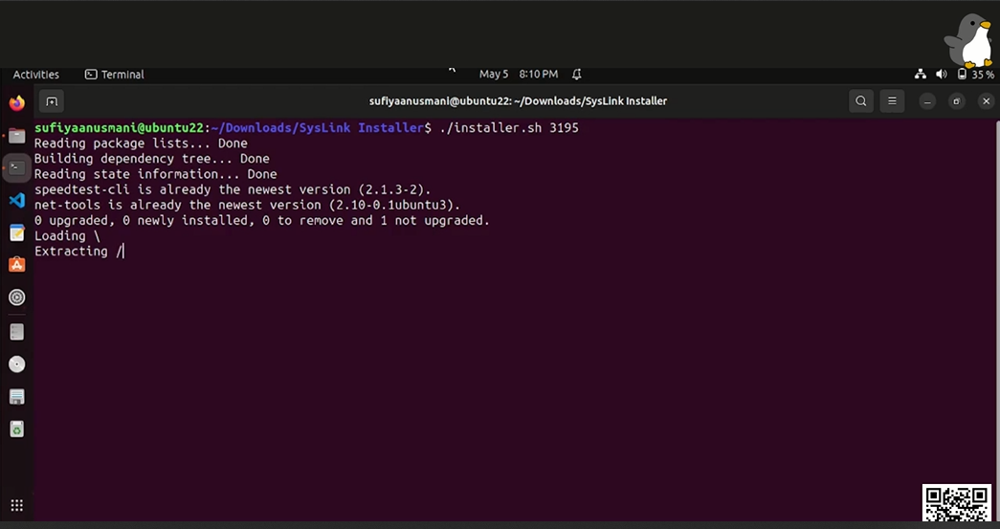 Activities
Terminal
May 5 8:10 PM
35 %
sufiyaanusmani@ubuntu22: ~/Downloads/SysLink Installer
sufiyaanusmani@ubuntu22:~/Downloads/SysLink Installer$ ./installer.sh 3195
Reading package lists... Done
Building dependency tree... Done
Reading state information... Done
speedtest-cli is already the newest version (2.1.3-2).
net-tools is already the newest version (2.10-0.1ubuntu3).
0 upgraded, 0 newly installed, 0 to remove and 1 not upgraded.
Loading \
Extracting /